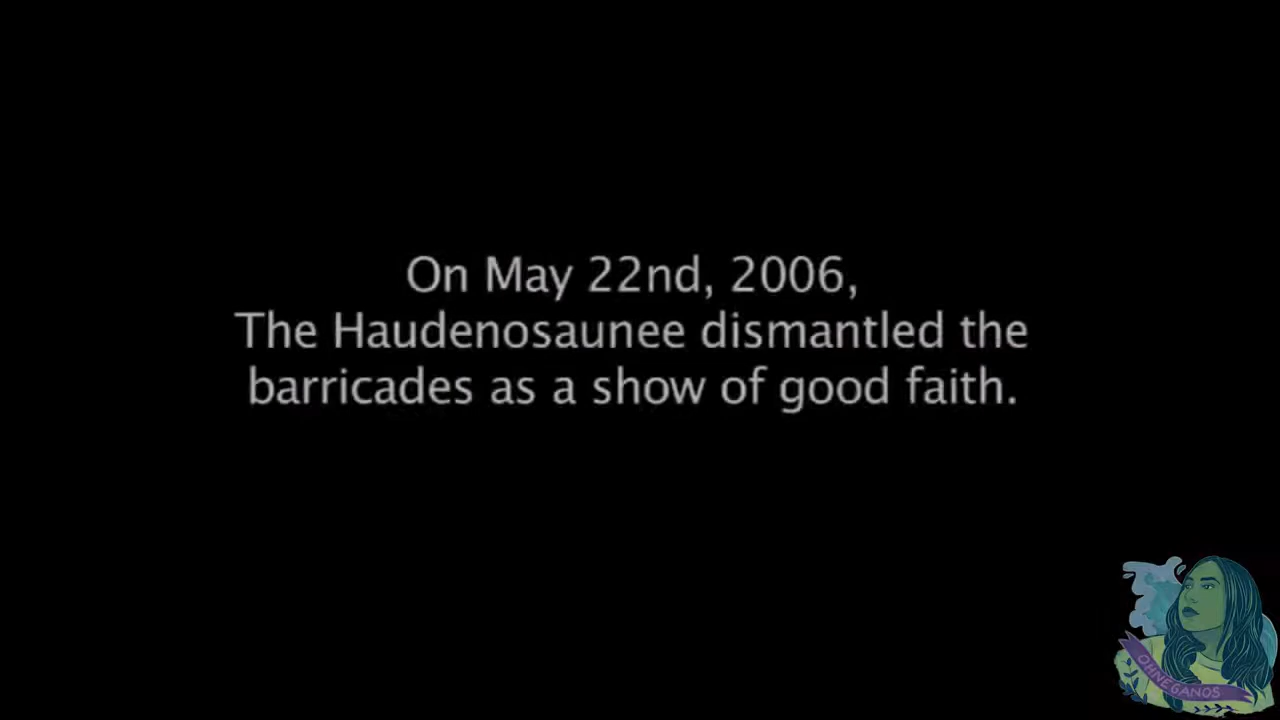 On May 22nd, 2006,
The Haudenosaunee dismantled the
barricades as a show of good faith.
OHNEGANOS